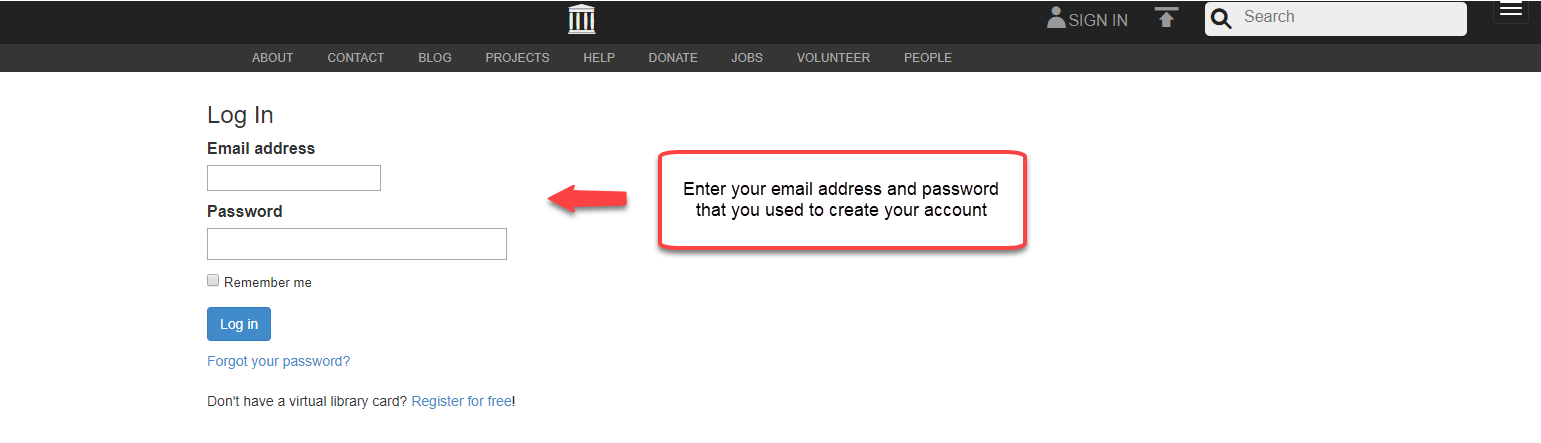 SIGN IN
Search
ABOUT CONTACT BLOG PROJECTS HELP DONATE JOBS VOLUNTEER PEOPLE
Log In
Email address
Password
Remember me
Log in
Forgot your password?
Don't have a virtual library card? Register for free!
Enter your email address and password
that you used to create your account